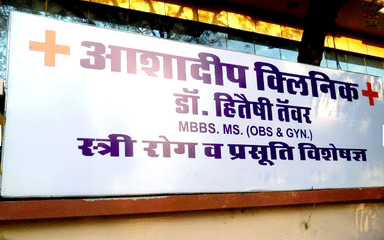 आशादीप क्लिनिक
डॉ. हितैषी तॅवर
MBBS. MS. (OBS & GYN.)
स्त्री रोग व प्रसूति विशेषज्ञ